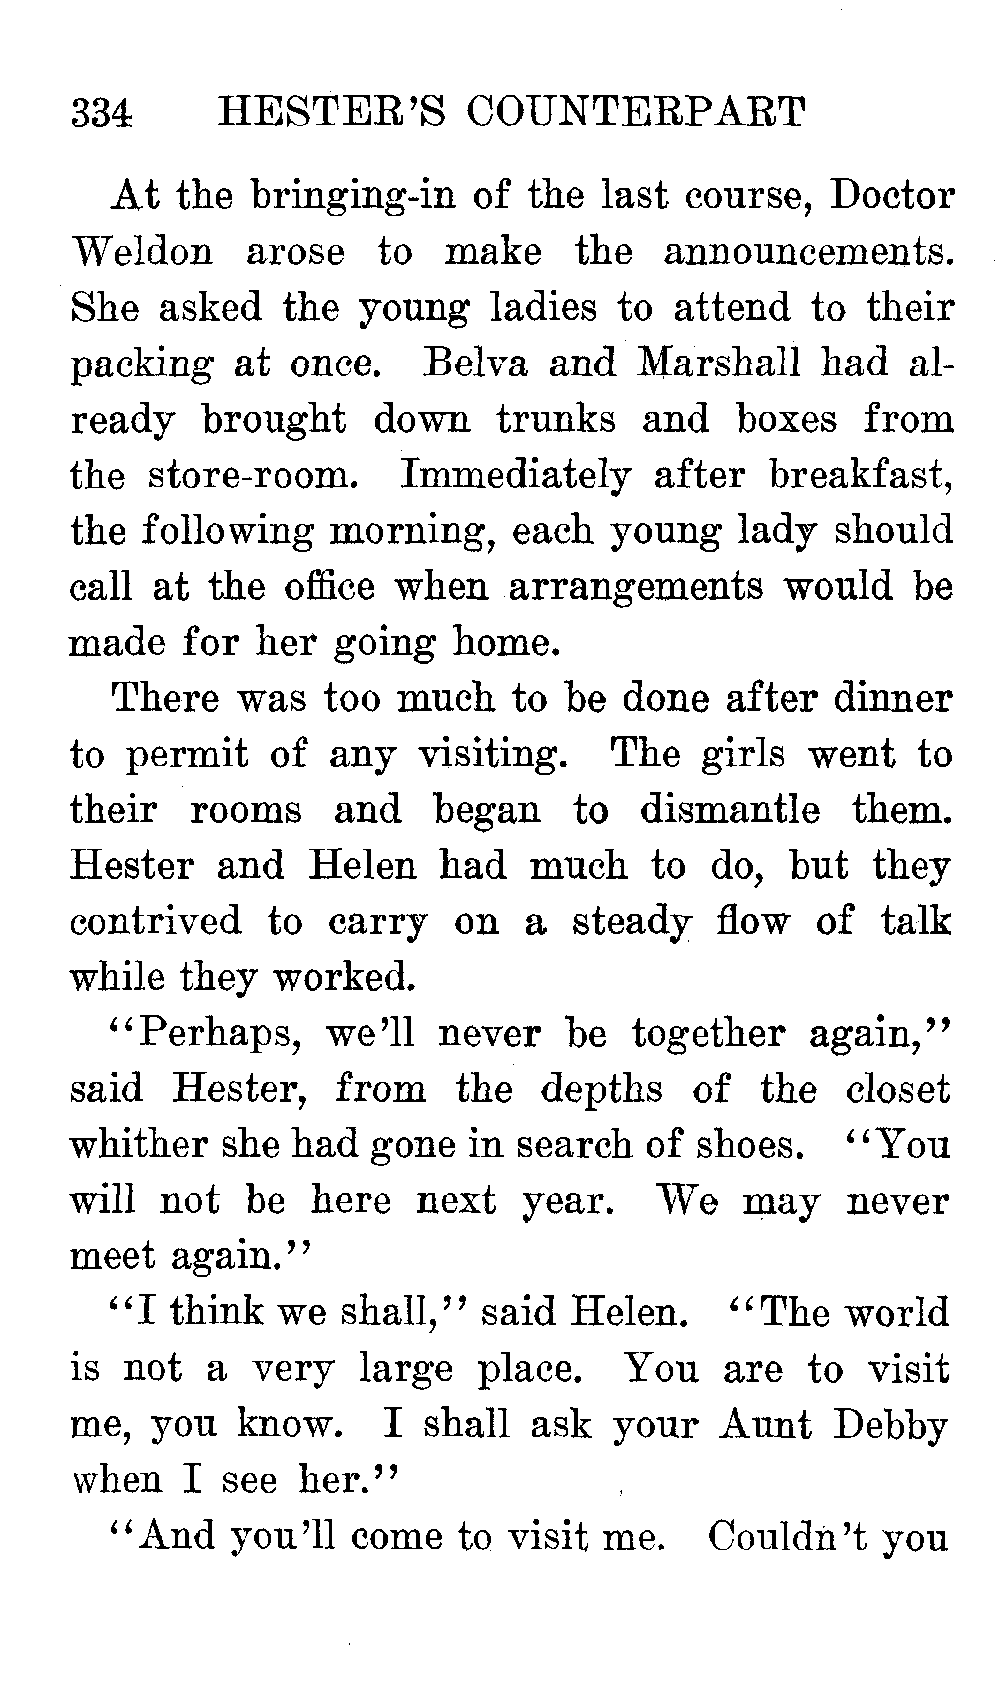 334 HESTER'S COUNTERPART
At the bringing-in of the last course, Doctor
Weldon arose to make the announcements.
She asked the young ladies to attend to their
packing at once. Belva and Marshall had al-
ready brought down trunks and boxes from
the store-room. Immediately after breakfast,
the following morning, each young lady should
call at the office when arrangements would be
made for her going home.
There was too much to be done after dinner
to permit of any visiting. The girls went to
their rooms and began to dismantle them.
Hester and Helen had much to do, but they
contrived to carry on a steady flow of talk
while they worked.
"Perhaps, we'll never be together again,"
said Hester, from the depths of the closet
whither she had gone in search of shoes. "You
will not be here next year. We may never
meet again."
"I think we shall," said Helen. "The world
is not a very large place. You are to visit
me, you know. I shall ask your Aunt Debby
when I see her."
"And you'll come to visit me. Couldn't you